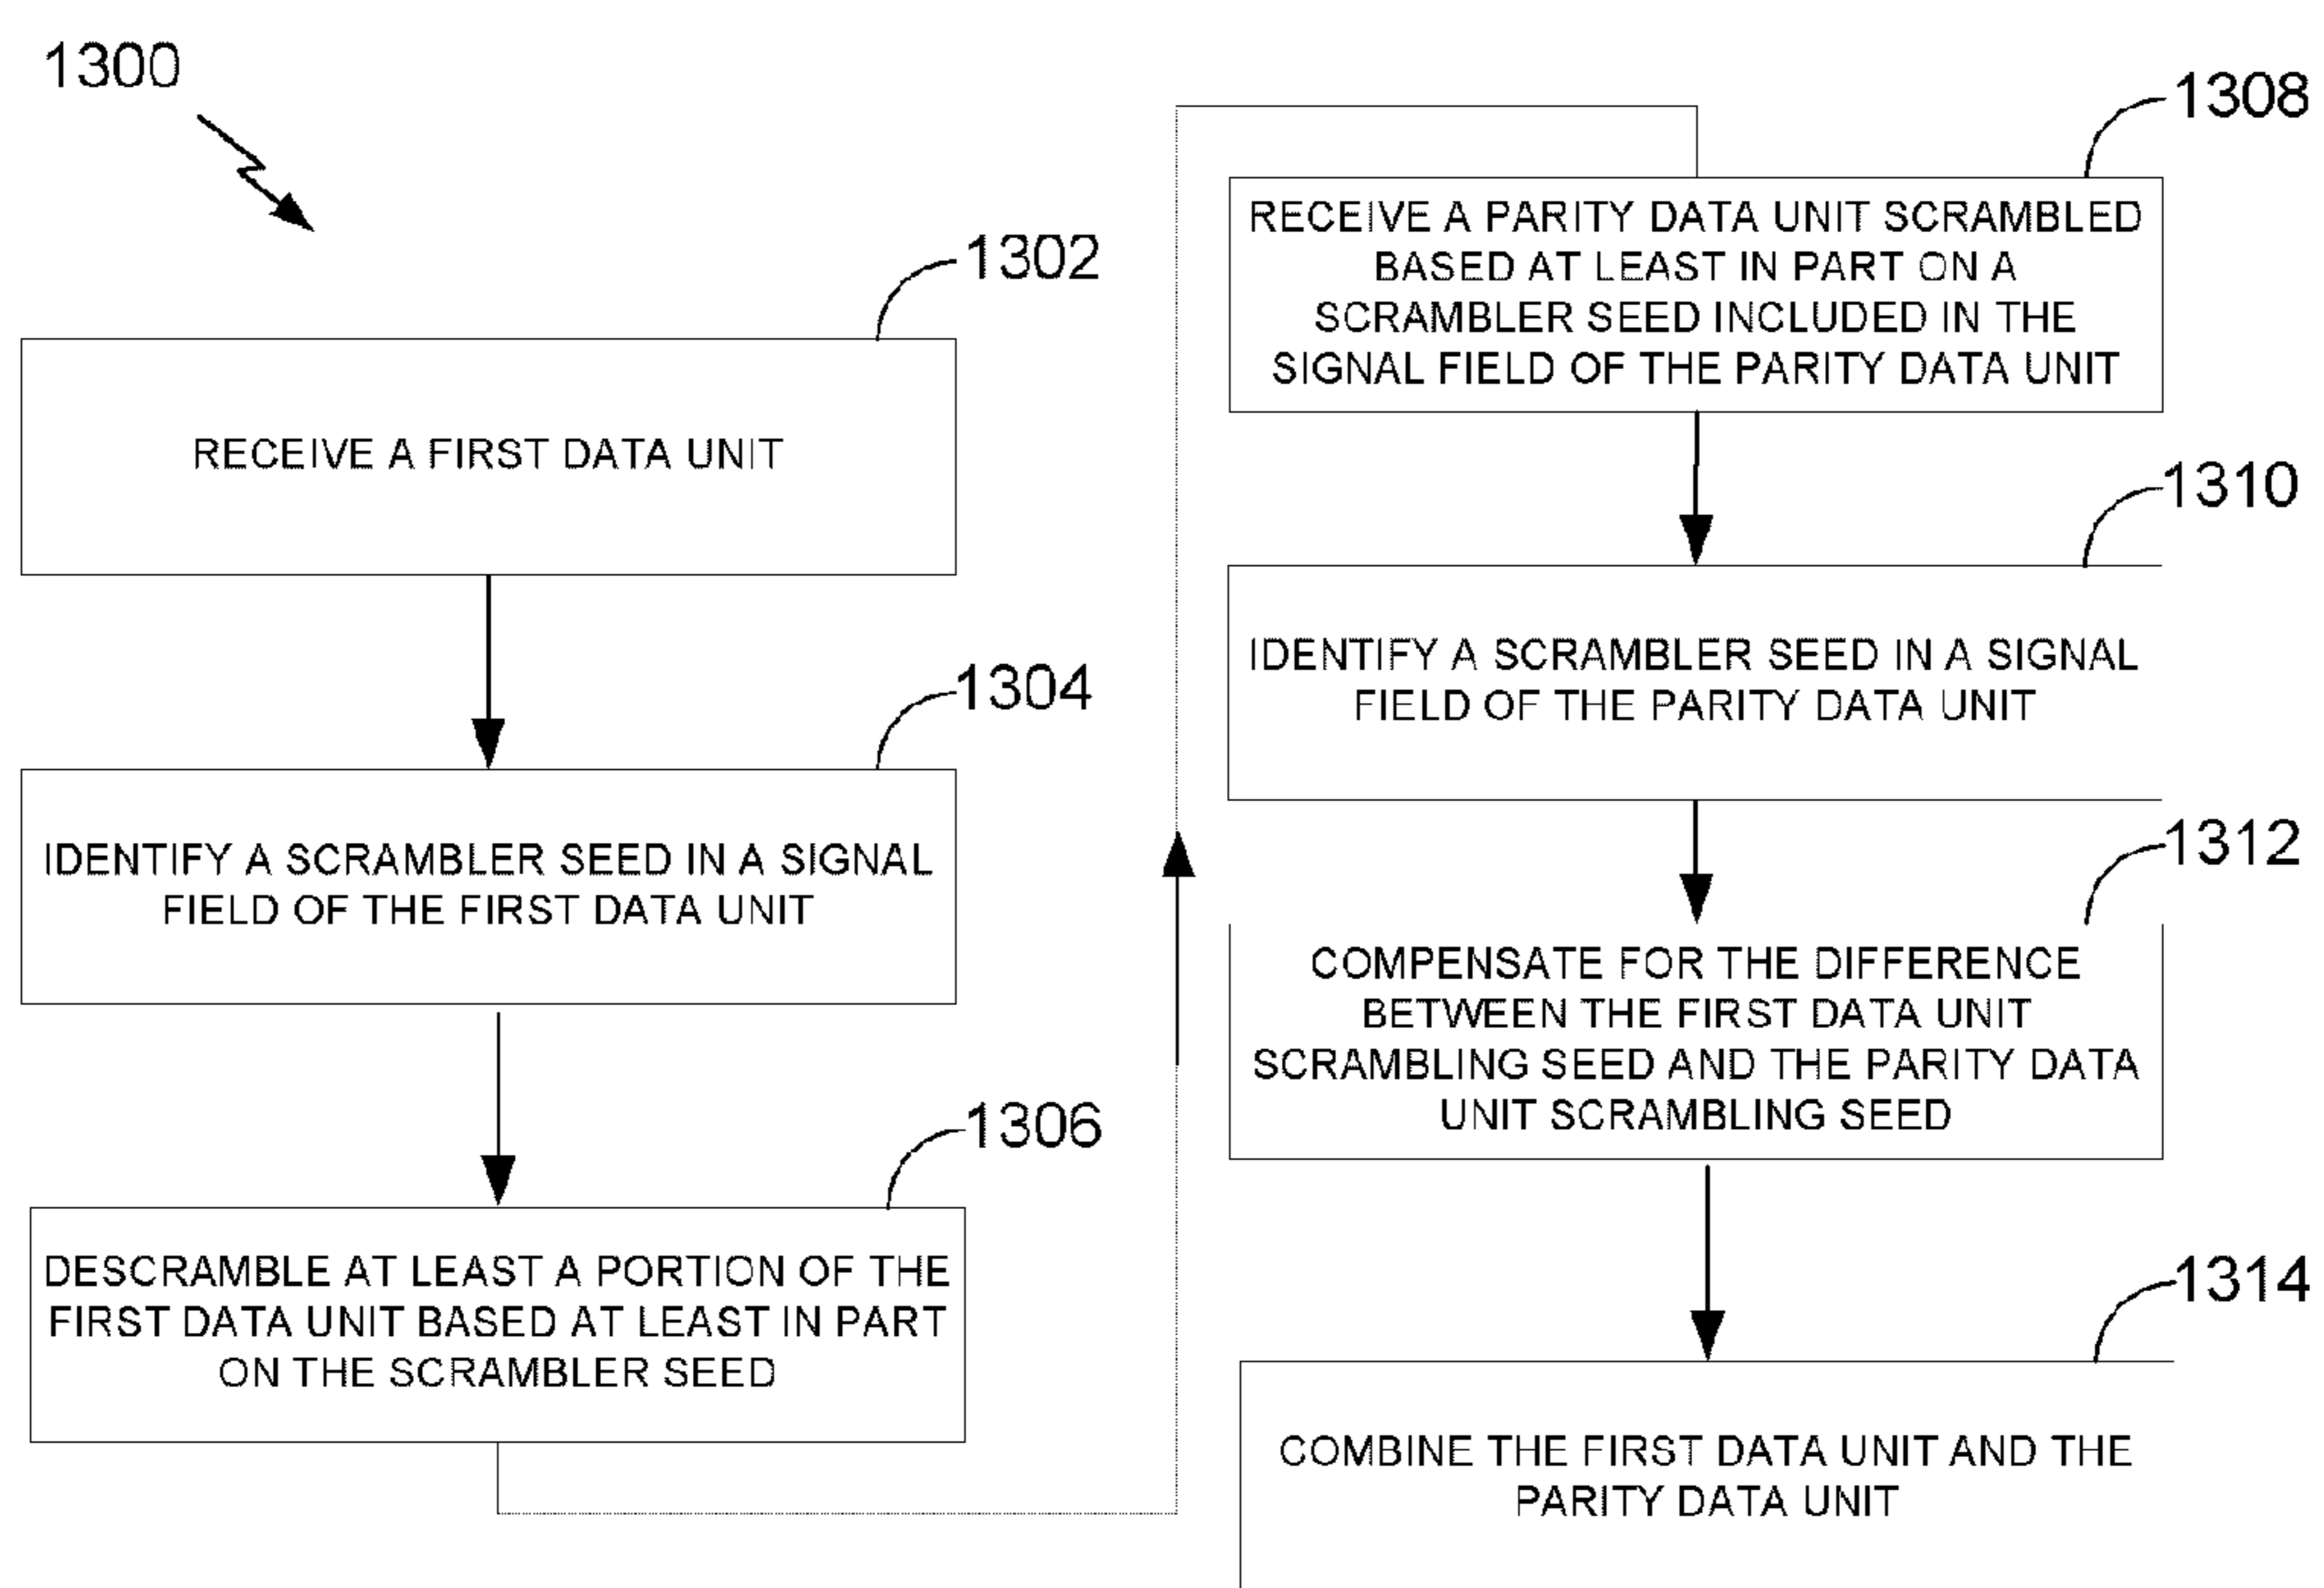 1300
1302
RECEIVE A FIRST DATA UNIT
1304
IDENTIFY A SCRAMBLER SEED IN A SIGNAL
FIELD OF THE FIRST DATA UNIT
1306
DESCRAMBLE AT LEAST A PORTION OF THE
FIRST DATA UNIT BASED AT LEAST IN PART
ON THE SCRAMBLER SEED
1308
RECEIVE A PARITY DATA UNIT SCRAMBLED
BASED AT LEAST IN PART ON A
SCRAMBLER SEED INCLUDED IN THE
SIGNAL FIELD OF THE PARITY DATA UNIT
1310
IDENTIFY A SCRAMBLER SEED IN A SIGNAL
FIELD OF THE PARITY DATA UNIT
1312
COMPENSATE FOR THE DIFFERENCE
BETWEEN THE FIRST DATA UNIT
SCRAMBLING SEED AND THE PARITY DATA
UNIT SCRAMBLING SEED
1314
COMBINE THE FIRST DATA UNIT AND THE
PARITY DATA UNIT